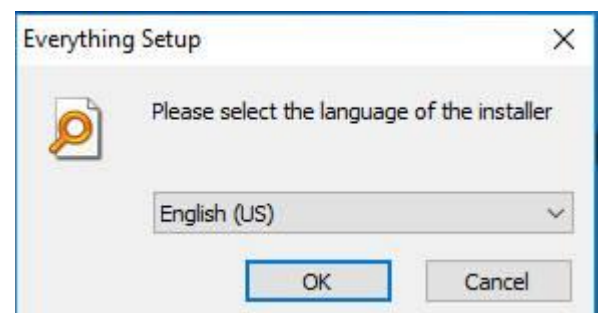 Everything Setup
Please select the language of the installer
English (US)
OK
Cancel